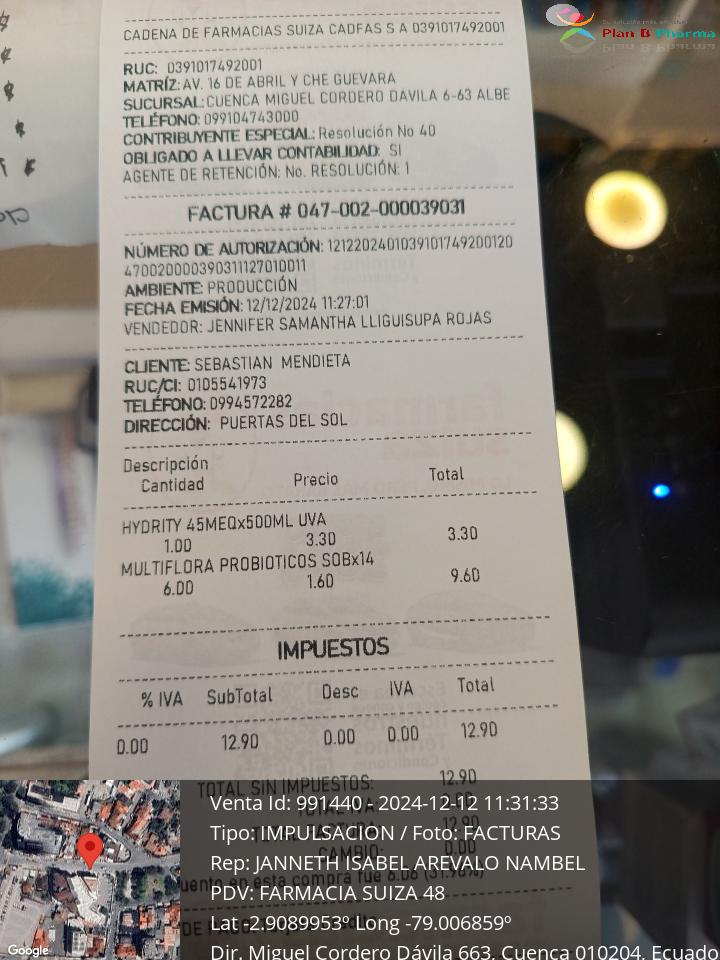 Plan B Pharma
CADENA DE FARMACIAS SUIZA CADFAS S A 0391017492001
RUC: 0391017492001
MATRÍZ: AV. 16 DE ABRIL Y CHE GUEVARA
SUCURSAL: CUENCA MIGUEL CORDERO DAVILA 6-63 ALBE
TELÉFONO: 099104743000
CONTRIBUYENTE ESPECIAL: Resolución No 40
OBLIGADO A LLEVAR CONTABILIDAD: SI
AGENTE DE RETENCIÓN: No. RESOLUCIÓN: 1
FACTURA # 047-002-000039031
NÚMERO DE AUTORIZACIÓN: 1212202401039101749200120
470020000390311127010011
AMBIENTE: PRODUCCIÓN
FECHA EMISIÓN: 12/12/2024 11:27:01
VENDEDOR: JENNIFER SAMANTHA LLIGUISUPA ROJAS
CLIENTE: SEBASTIAN MENDIETA
RUC/CI: 0105541973
TELÉFONO: 0994572282
DIRECCIÓN: PUERTAS DEL SOL
Descripción
Cantidad Precio Total
HYDRITY 45MEQx500ML UVA
1.00 3.30 3.30
MULTIFLORA PROBIOTICOS SOBx14
6.00 1.60 9.60
IMPUESTOS
% IVA SubTotal Desc IVA Total
0.00 12.90 0.00 0.00 12.90
TOTAL SIN IMPUESTOS: 12.90
Venta Id: 991440 - 2024-12-12 11:31:33
Tipo: IMPULSACION / Foto: FACTURAS
CAMBIO: 0.00
Rep: JANNETH ISABEL AREVALO NAMBEL
PDV: FARMACIA SUIZA 48
Lat -2.9089953º Long -79.006859º
Dir. Miguel Cordero Dávila 663, Cuenca 010204, Ecuado
Google